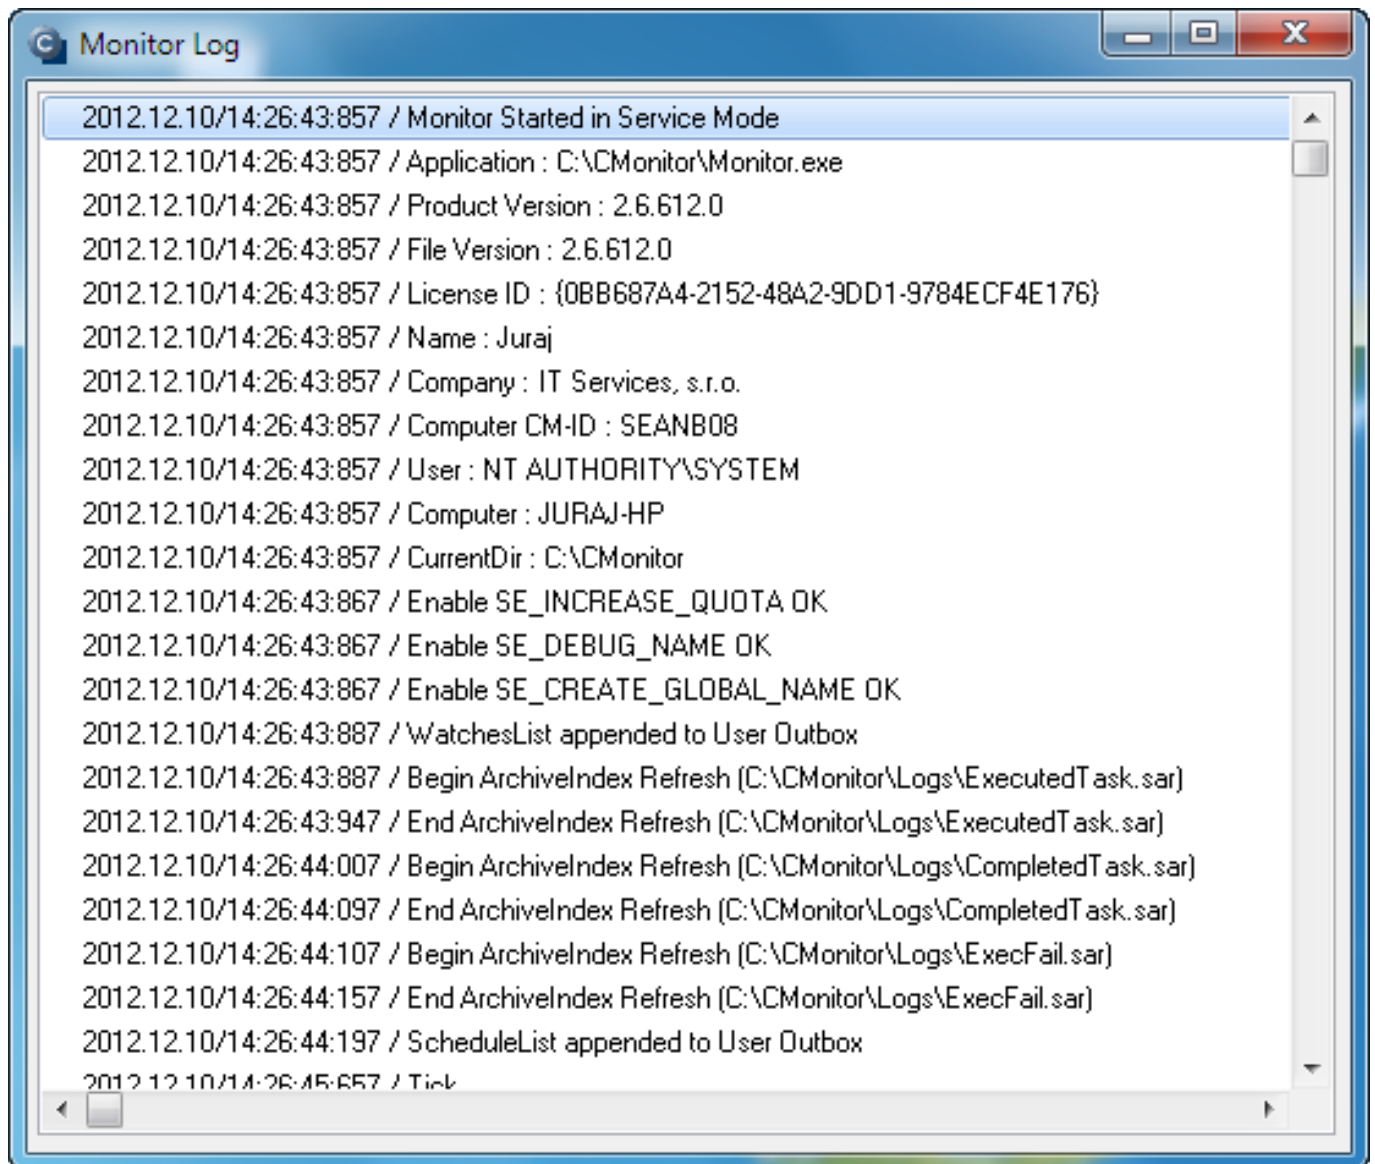 Monitor Log
2012.12.10/14:26:43:857 / Monitor Started in Service Mode
2012.12.10/14:26:43:857 / Application : C:\CMonitor\Monitor.exe
2012.12.10/14:26:43:857 / Product Version : 2.6.612.0
2012.12.10/14:26:43:857 / File Version : 2.6.612.0
2012.12.10/14:26:43:857 / License ID : {0BB687A4-2152-48A2-9DD1-9784ECF4E176}
2012.12.10/14:26:43:857 / Name : Juraj
2012.12.10/14:26:43:857 / Company : IT Services, s.r.o.
2012.12.10/14:26:43:857 / Computer CM-ID : SEANB08
2012.12.10/14:26:43:857 / User : NT AUTHORITY\SYSTEM
2012.12.10/14:26:43:857 / Computer : JURAJ-HP
2012.12.10/14:26:43:857 / CurrentDir : C:\CMonitor
2012.12.10/14:26:43:867 / Enable SE_INCREASE_QUOTA OK
2012.12.10/14:26:43:867 / Enable SE_DEBUG_NAME OK
2012.12.10/14:26:43:867 / Enable SE_CREATE_GLOBAL_NAME OK
2012.12.10/14:26:43:887 / WatchesList appended to User Outbox
2012.12.10/14:26:43:887 / Begin ArchiveIndex Refresh (C:\CMonitor\Logs\ExecutedTask.sar)
2012.12.10/14:26:43:947 / End ArchiveIndex Refresh (C:\CMonitor\Logs\ExecutedTask.sar)
2012.12.10/14:26:44:007 / Begin ArchiveIndex Refresh (C:\CMonitor\Logs\CompletedTask.sar)
2012.12.10/14:26:44:097 / End ArchiveIndex Refresh (C:\CMonitor\Logs\CompletedTask.sar)
2012.12.10/14:26:44:107 / Begin ArchiveIndex Refresh (C:\CMonitor\Logs\ExecFail.sar)
2012.12.10/14:26:44:157 / End ArchiveIndex Refresh (C:\CMonitor\Logs\ExecFail.sar)
2012.12.10/14:26:44:197 / ScheduleList appended to User Outbox
2012.12.10/14:26:45:657 / Tick